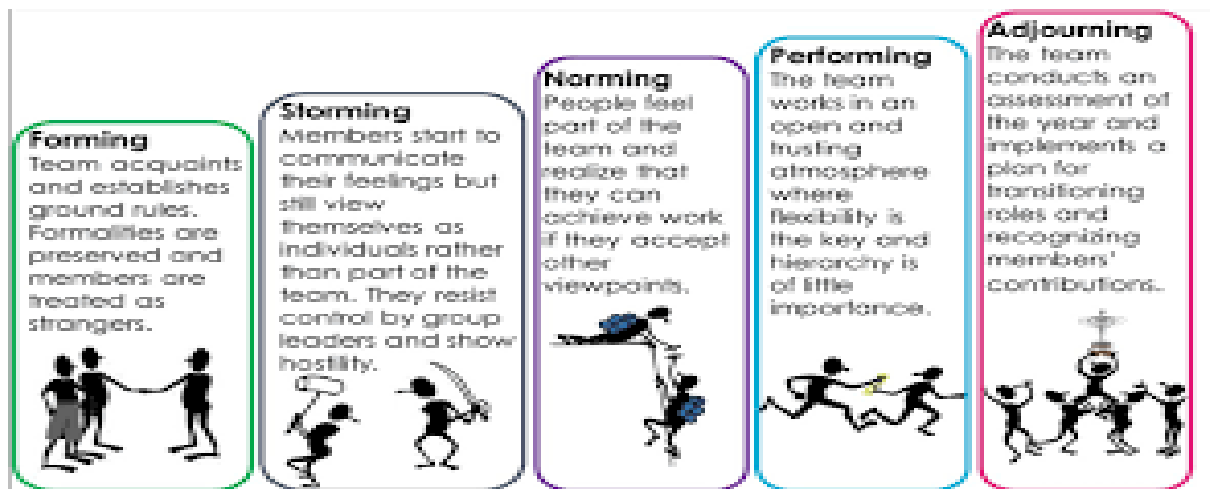 Forming
Team acquaints
and establishes
ground rules.
Formalities are
preserved and
members are
treated as
strangers.
Storming
Members start to
communicate
their feelings but
still view
themselves as
individuals rather
than part of the
team. They resist
control by group
leaders and show
hostility.
Norming
People feel
part of the
team and
realize that
they can
achieve work
if they accept
other
viewpoints.
Performing
The team
works in an
open and
trusting
atmosphere
where
flexibility is
the key and
hierarchy is
of little
importance.
Adjourning
The team
conducts an
assessment of
the year and
implements a
plan for
transitioning
roles and
recognizing
members'
contributions.